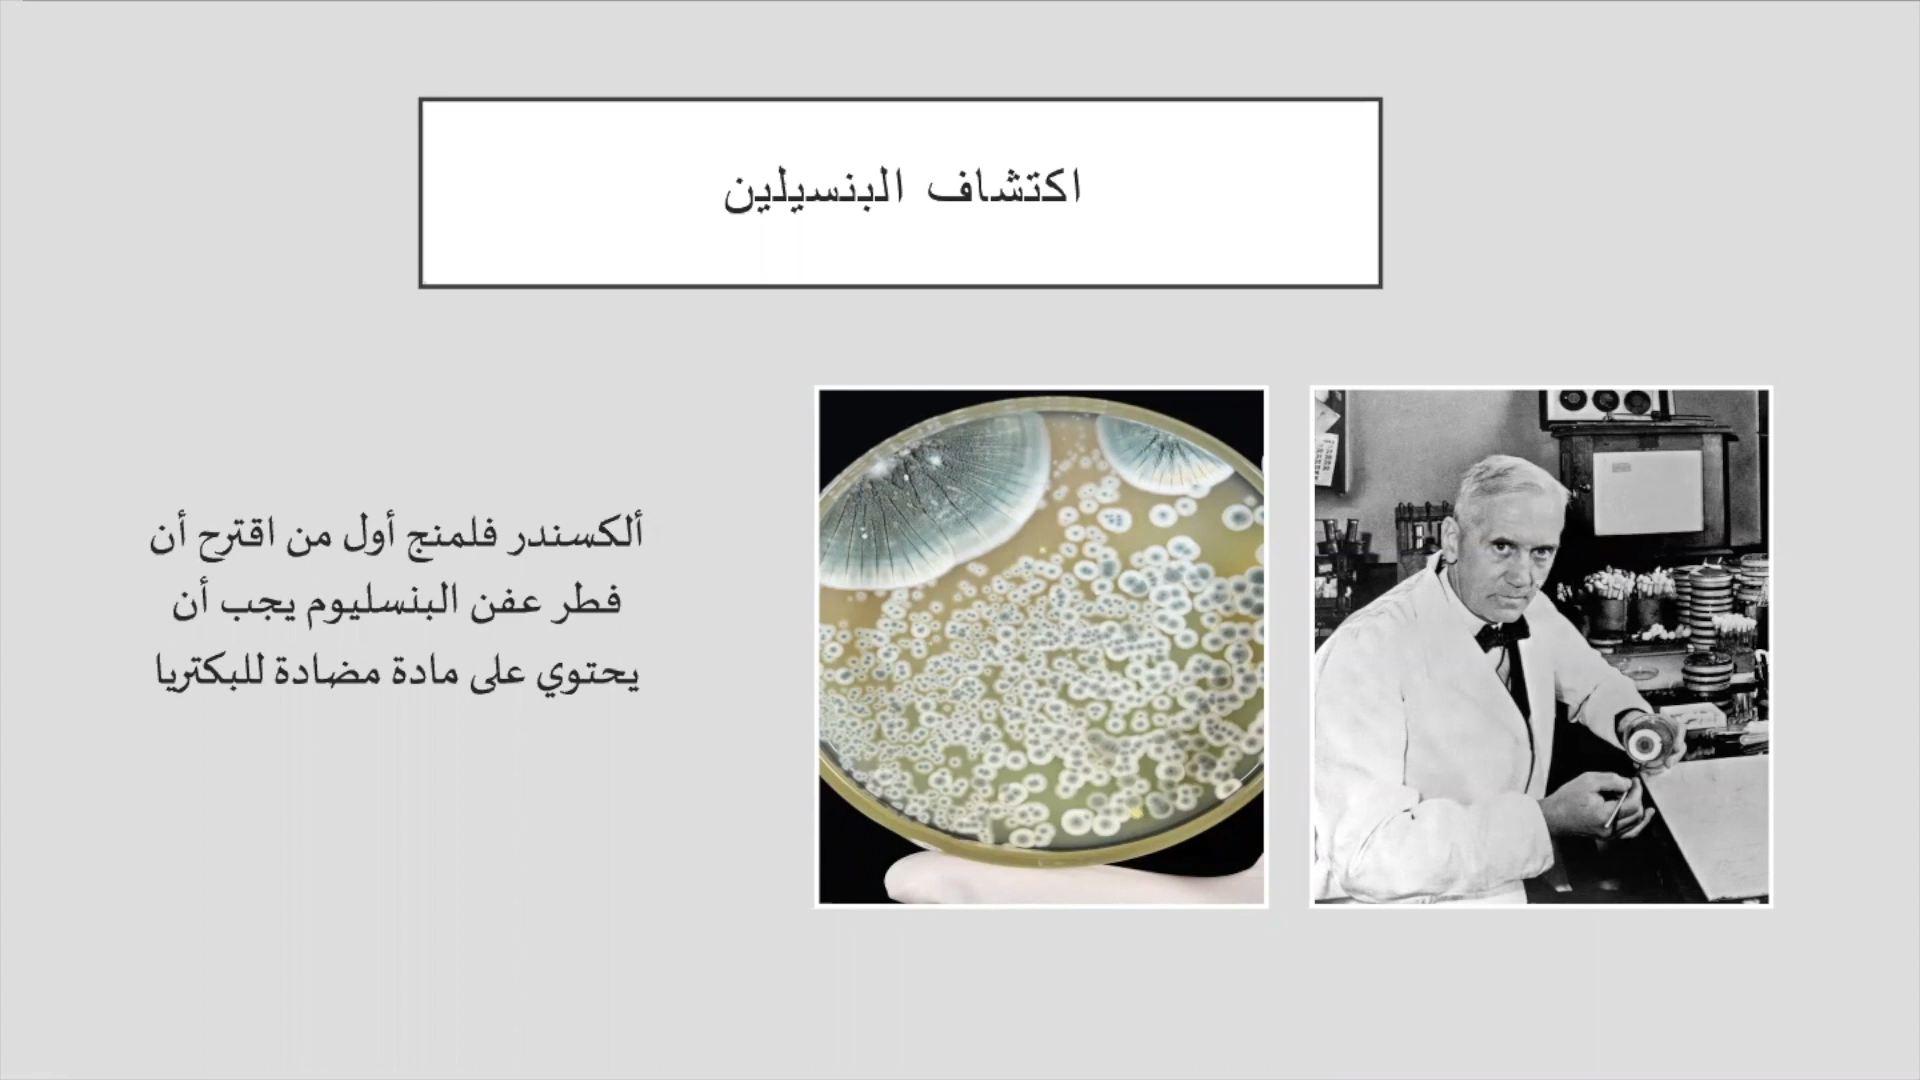 اكتشاف البنسيلين
ألكسندر فلمنج أول من اقترح أن
فطر عفن البنسليوم يجب أن
يحتوي على مادة مضادة للبكتريا